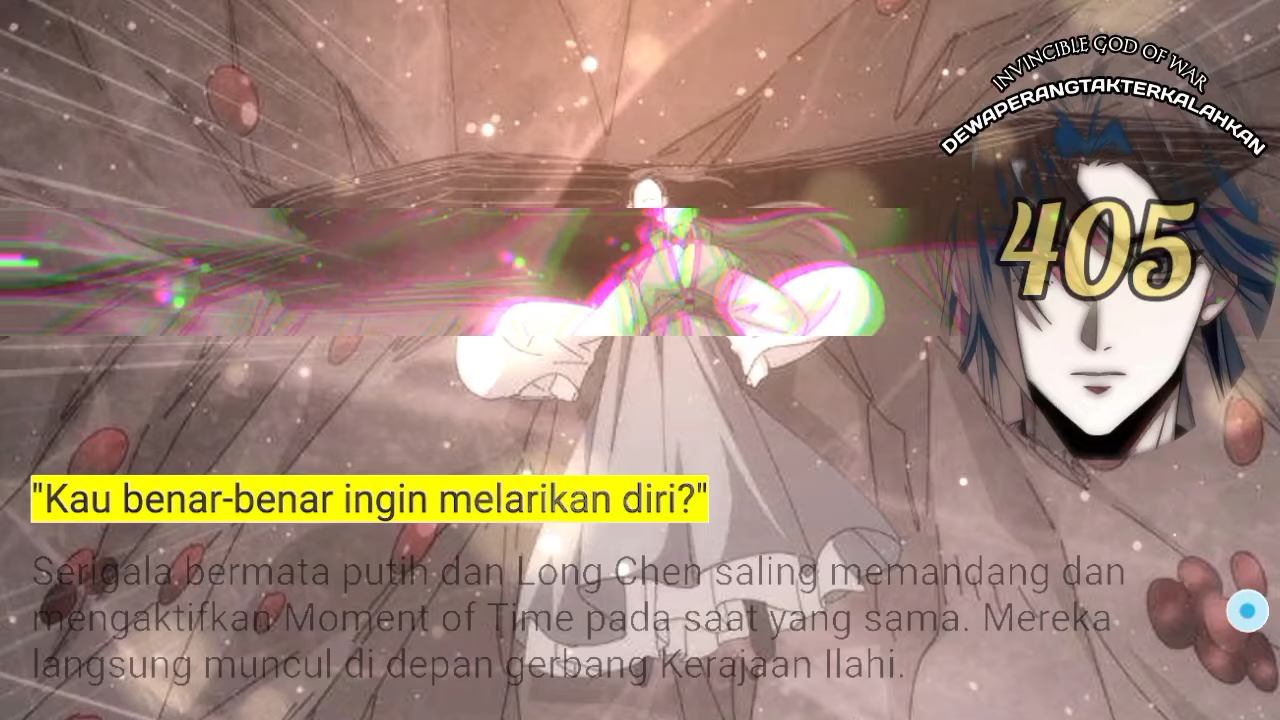 INVINCIBLE GOD OF WAR
DEWAPERANGTAKTERKALAHKAN
405
"Kau benar-benar ingin melarikan diri?"
Serigala bermata putih dan Long Chen saling memandang dan
mengaktifkan Moment of Time pada saat yang sama. Mereka
langsung muncul di depan gerbang Kerajaan Ilahi.